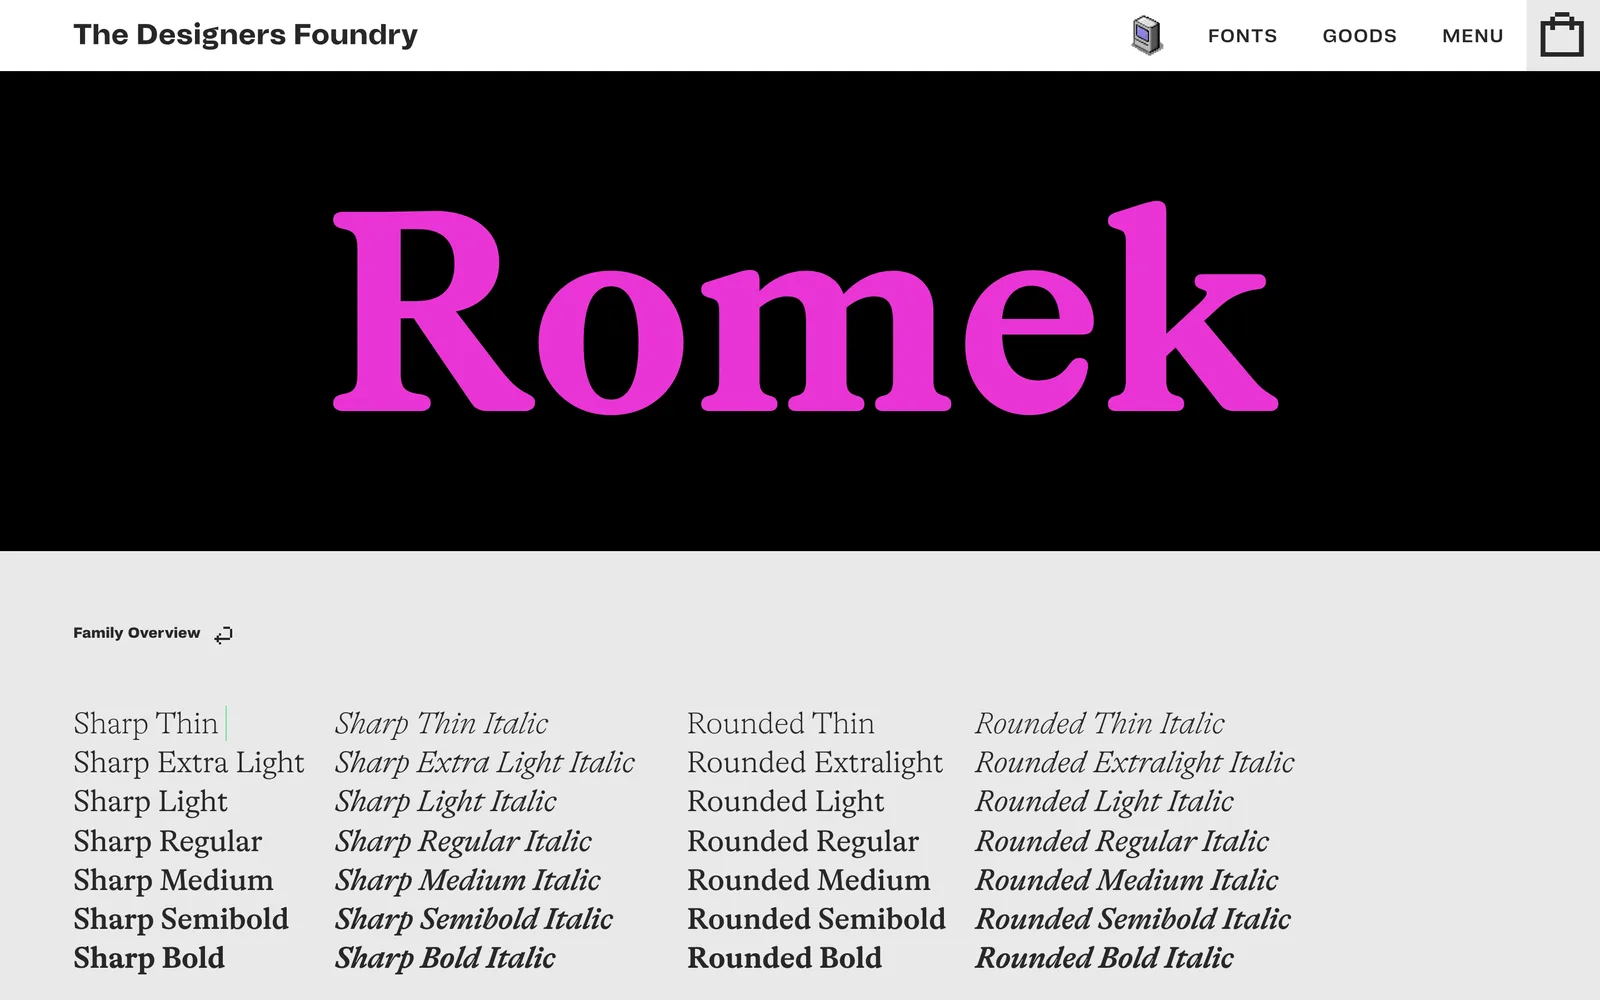 The Designers Foundry
FONTS GOODS MENU
Romek
Family Overview
Sharp Thin Sharp Thin Italic Rounded Thin Rounded Thin Italic
Sharp Extra Light Sharp Extra Light Italic Rounded Extralight Rounded Extralight Italic
Sharp Light Sharp Light Italic Rounded Light Rounded Light Italic
Sharp Regular Sharp Regular Italic Rounded Regular Rounded Regular Italic
Sharp Medium Sharp Medium Italic Rounded Medium Rounded Medium Italic
Sharp Semibold Sharp Semibold Italic Rounded Semibold Rounded Semibold Italic
Sharp Bold Sharp Bold Italic Rounded Bold Rounded Bold Italic